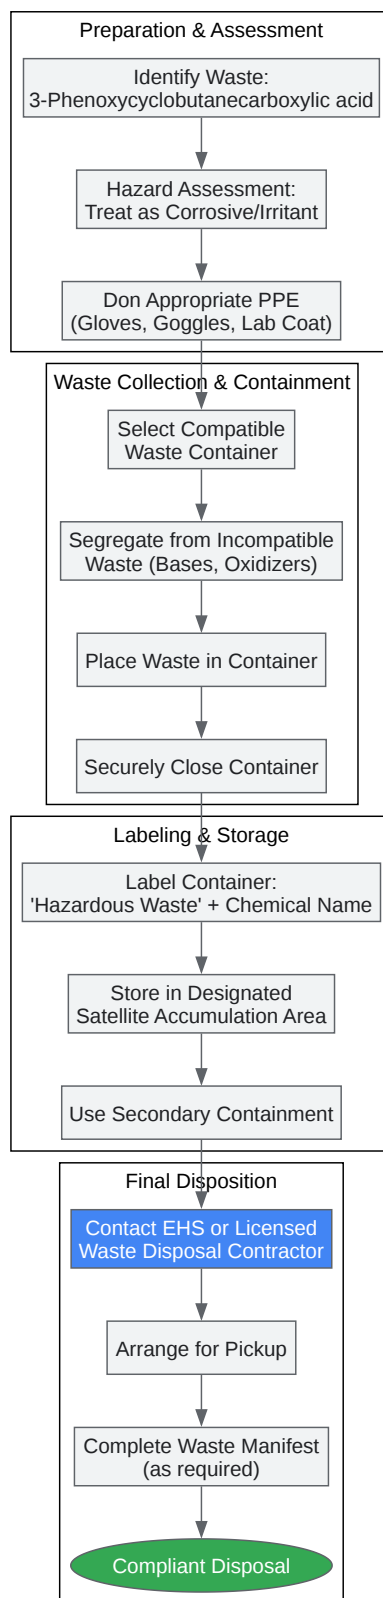 Preparation & Assessment
Identify Waste:
3-Phenoxycyclobutanecarboxylic acid
Hazard Assessment:
Treat as Corrosive/Irritant
Don Appropriate PPE
(Gloves, Goggles, Lab Coat)
Waste Collection & Containment
Select Compatible
Waste Container
Segregate from Incompatible
Waste (Bases, Oxidizers)
Place Waste in Container
Securely Close Container
Labeling & Storage
Label Container:
'Hazardous Waste' + Chemical Name
Store in Designated
Satellite Accumulation Area
Use Secondary Containment
Final Disposition
Contact EHS or Licensed
Waste Disposal Contractor
Arrange for Pickup
Complete Waste Manifest
(as required)
Compliant Disposal